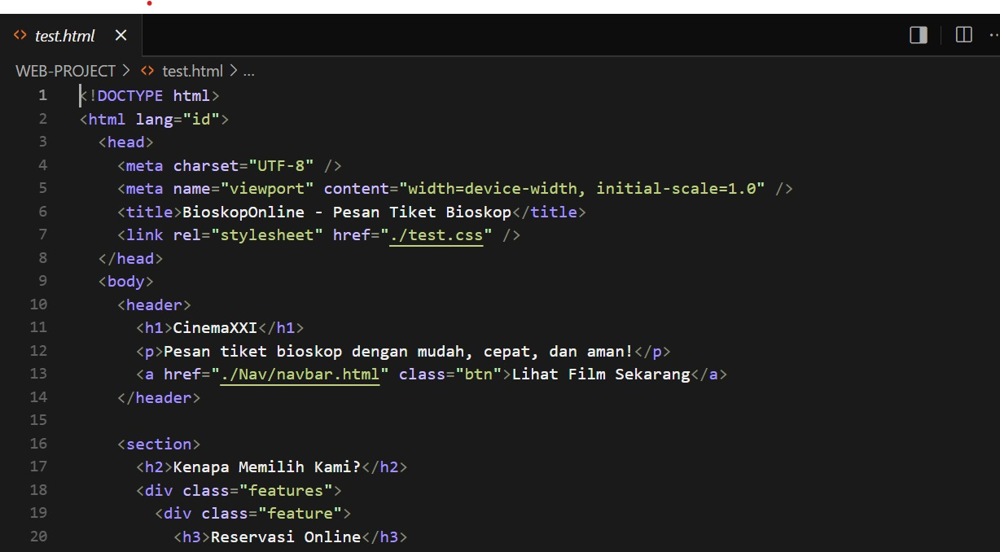 test.html
WEB-PROJECT > test.html > ...
1 <!DOCTYPE html>
2 <html lang="id">
3 <head>
4 <meta charset="UTF-8" />
5 <meta name="viewport" content="width=device-width, initial-scale=1.0" />
6 <title>BioskopOnline - Pesan Tiket Bioskop</title>
7 <link rel="stylesheet" href="./test.css" />
8 </head>
9 <body>
10 <header>
11 <h1>CinemaXXI</h1>
12 <p>Pesan tiket bioskop dengan mudah, cepat, dan aman!</p>
13 <a href="./Nav/navbar.html" class="btn">Lihat Film Sekarang</a>
14 </header>
15
16 <section>
17 <h2>Kenapa Memilih Kami?</h2>
18 <div class="features">
19 <div class="feature">
20 <h3>Reservasi Online</h3>